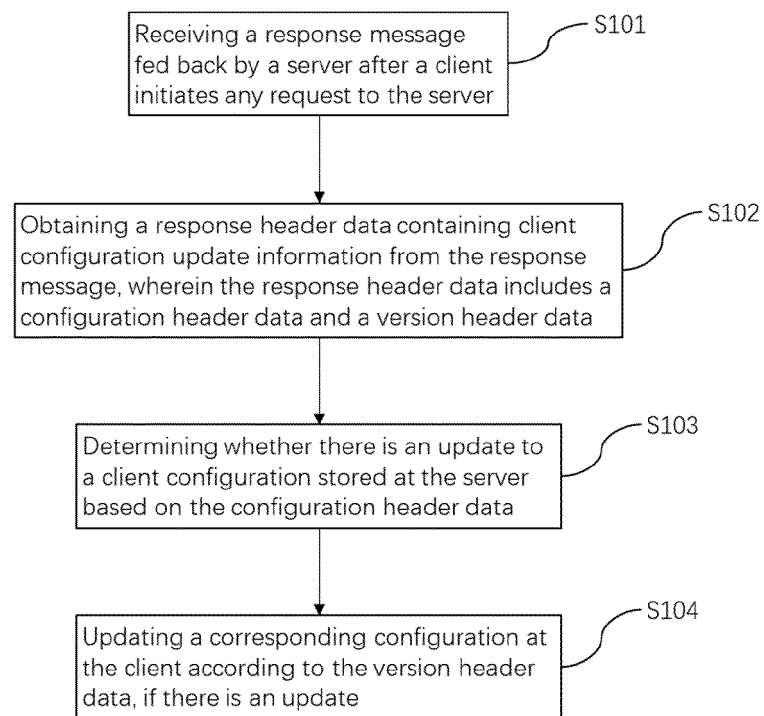 Receiving a response message
fed back by a server after a client
initiates any request to the server
S101
Obtaining a response header data containing client
configuration update information from the response
message, wherein the response header data includes a
configuration header data and a version header data
S102
Determining whether there is an update to
a client configuration stored at the server
based on the configuration header data
S103
Updating a corresponding configuration at
the client according to the version header
data, if there is an update
S104